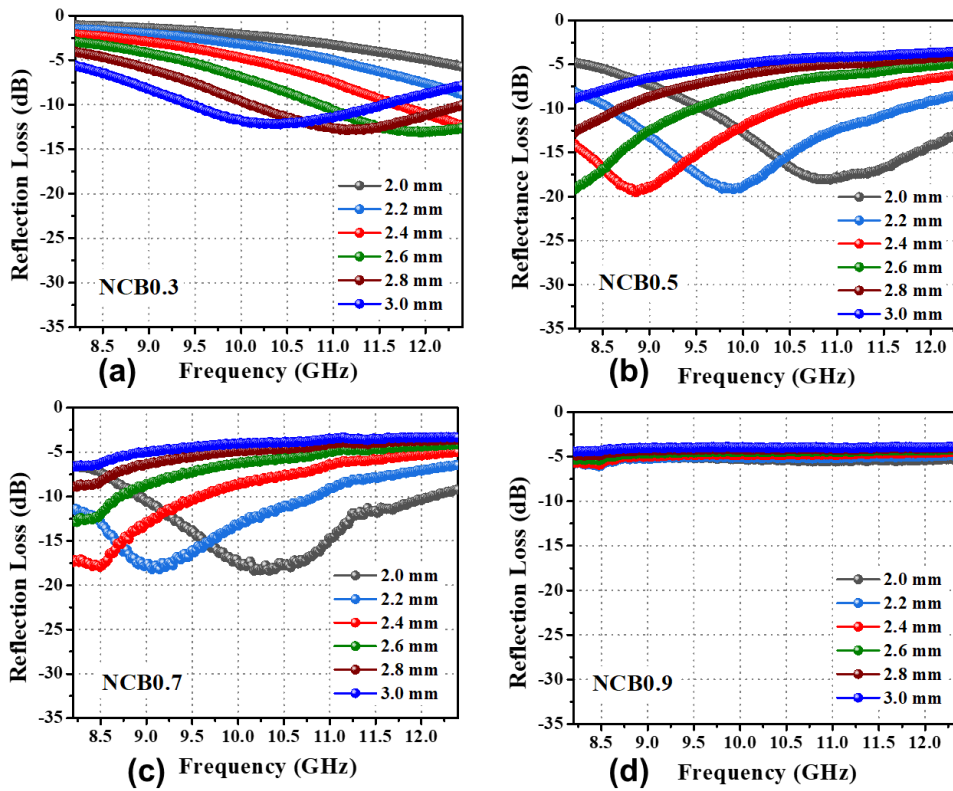 0
-5
-10
-15
-20
-25
-30
-35
Reflection Loss (dB)
2.0 mm
2.2 mm
2.4 mm
2.6 mm
2.8 mm
3.0 mm
NCB0.3
8.5 9.0 9.5 10.0 10.5 11.0 11.5 12.0
(a) Frequency (GHz)
0
-5
-10
-15
-20
-25
-30
-35
Reflectance Loss (dB)
2.0 mm
2.2 mm
2.4 mm
2.6 mm
2.8 mm
3.0 mm
NCB0.5
8.5 9.0 9.5 10.0 10.5 11.0 11.5 12.0
(b) Frequency (GHz)
0
-5
-10
-15
-20
-25
-30
-35
Reflection Loss (dB)
2.0 mm
2.2 mm
2.4 mm
2.6 mm
2.8 mm
3.0 mm
NCB0.7
8.5 9.0 9.5 10.0 10.5 11.0 11.5 12.0
(c) Frequency (GHz)
0
-5
-10
-15
-20
-25
-30
-35
Reflection Loss (dB)
2.0 mm
2.2 mm
2.4 mm
2.6 mm
2.8 mm
3.0 mm
NCB0.9
8.5 9.0 9.5 10.0 10.5 11.0 11.5 12.0
(d) Frequency (GHz)